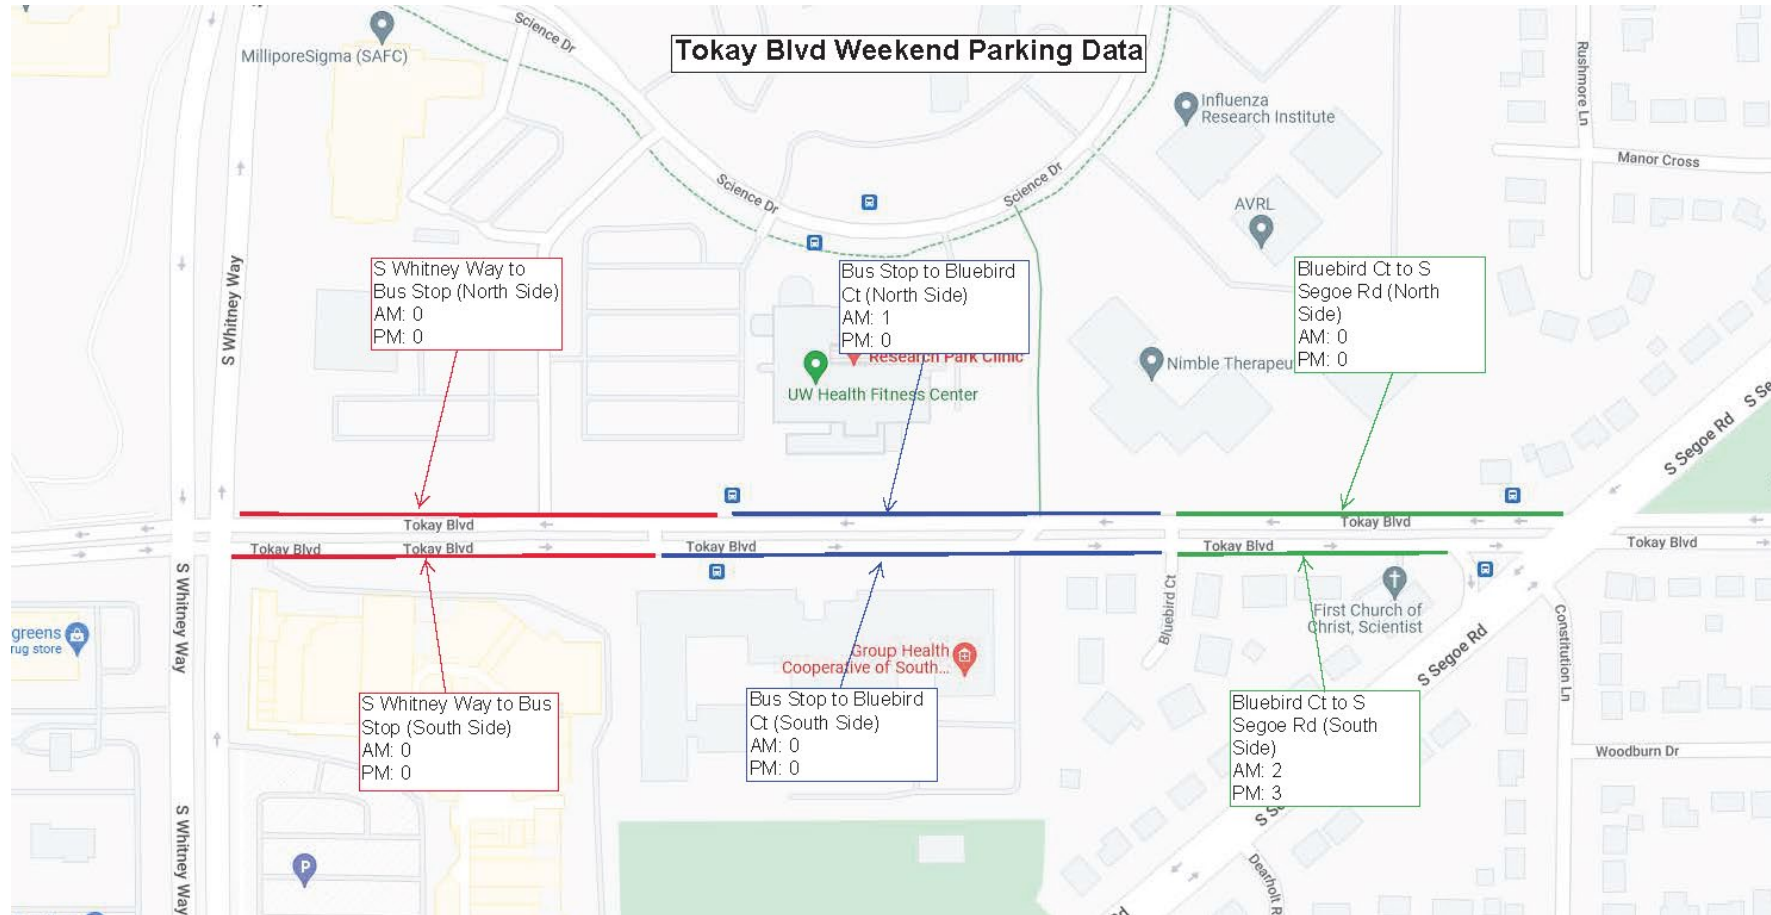 Science Dr
MilliporeSigma (SAFC)
Tokay Blvd Weekend Parking Data
Influenza
Research Institute
Rushmore Ln
Manor Cross
Science Dr
Science Dr
AVRL
S Whitney Way
S Whitney Way to
Bus Stop (North Side)
AM: 0
PM: 0
Bus Stop to Bluebird
Ct (North Side)
AM: 1
PM: 0
Bluebird Ct to S
Segoe Rd (North
Side)
AM: 0
PM: 0
Research Park Clinic
UW Health Fitness Center
Nimble Therapeu
S Se
S Segoe Rd
Tokay Blvd
Tokay Blvd
Tokay Blvd
Tokay Blvd
Tokay Blvd
Tokay Blvd
Tokay Blvd
S Whitney Way
greens
rug store
Bluebird Ct
First Church of
Christ, Scientist
Constitution Ln
S Segoe Rd
Group Health
Cooperative of South...
S Whitney Way to Bus
Stop (South Side)
AM: 0
PM: 0
Bus Stop to Bluebird
Ct (South Side)
AM: 0
PM: 0
Bluebird Ct to S
Segoe Rd (South
Side)
AM: 2
PM: 3
Woodburn Dr
S Whitney Way
P
Deatholt R